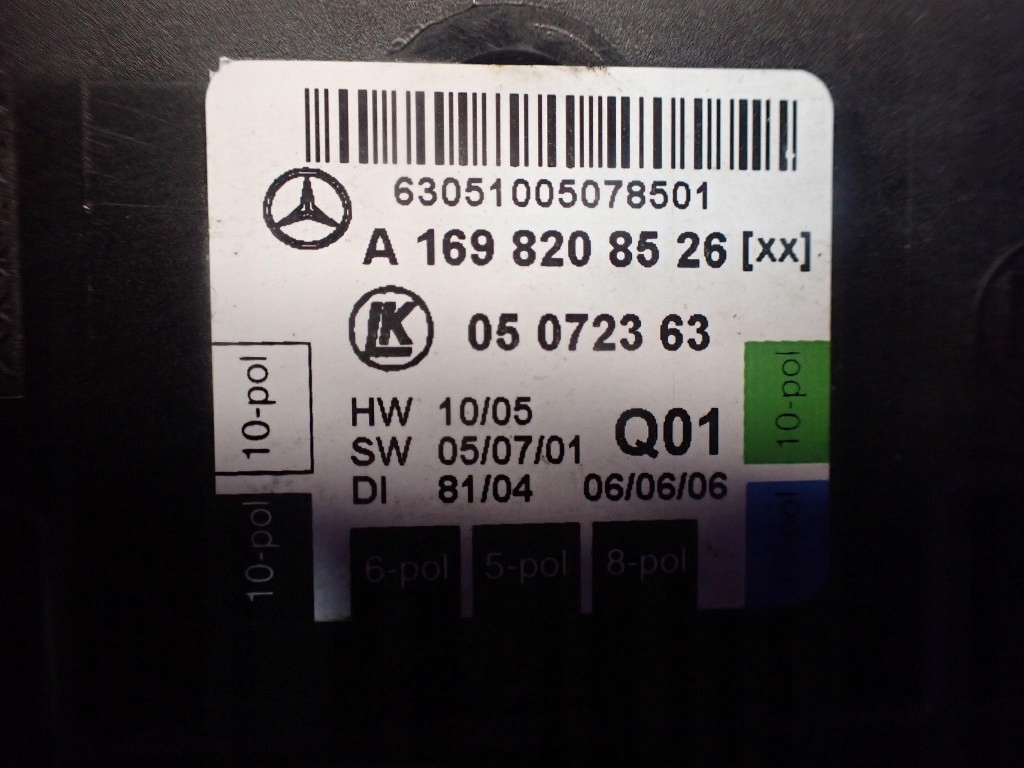 63051005078501
A 169 820 85 26 [xx]
LK 05 0723 63
10-pol
10-pol
HW 10/05
Q01
SW 05/07/01
DI 81/04 06/06/06
10-pol
6-pol 5-pol 8-pol